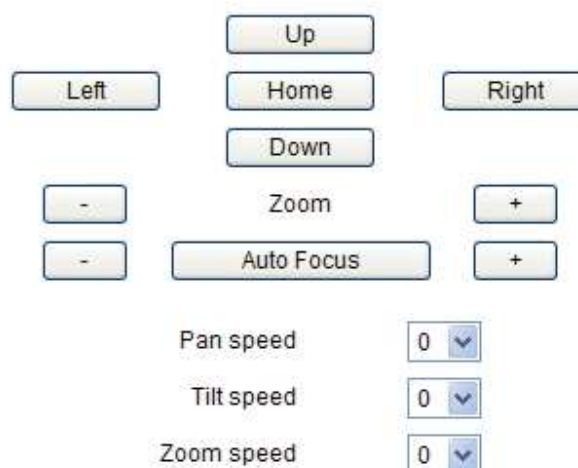 Up
Left Home Right
Down
- Zoom +
- Auto Focus +
Pan speed 0
Tilt speed 0
Zoom speed 0